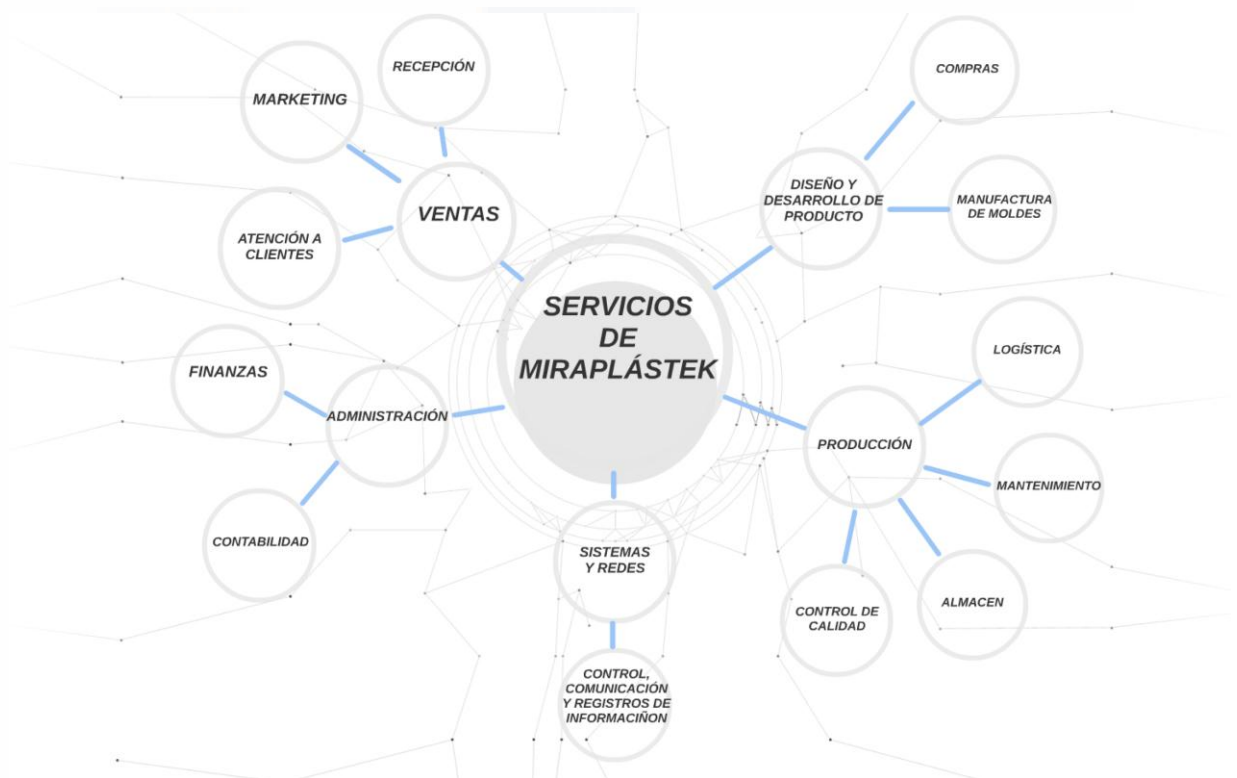 RECEPCIÓN
MARKETING
VENTAS
ATENCIÓN A
CLIENTES
COMPRAS
DISEÑO Y
DESARROLLO DE
PRODUCTO
MANUFACTURA
DE MOLDES
SERVICIOS
DE
MIRAPLÁSTEK
FINANZAS
ADMINISTRACIÓN
CONTABILIDAD
LOGÍSTICA
PRODUCCIÓN
MANTENIMIENTO
ALMACEN
CONTROL DE
CALIDAD
SISTEMAS
Y REDES
CONTROL,
COMUNICACIÓN
Y REGISTROS DE
INFORMACIÑON